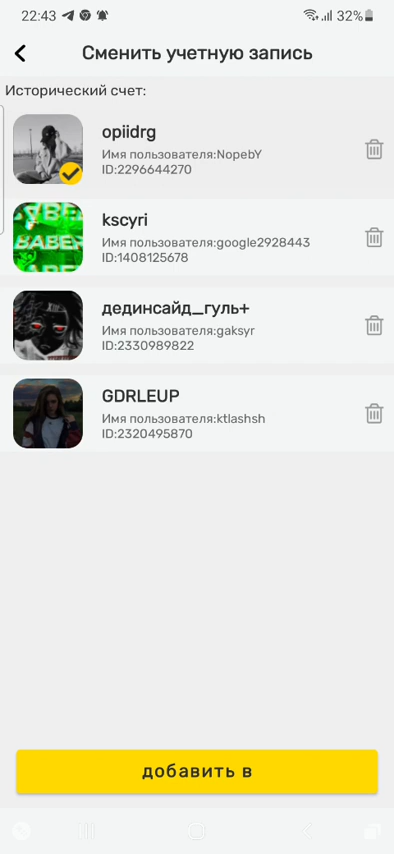 22:43 32%
Сменить учетную запись
Исторический счет:
opiidrg
Имя пользователя:NopebY
ID:2296644270
kscyri
Имя пользователя:google2928443
ID:1408125678
дединсайд_гуль+
Имя пользователя:gaksyr
ID:2330989822
GDRLEUP
Имя пользователя:ktlashsh
ID:2320495870
добавить в